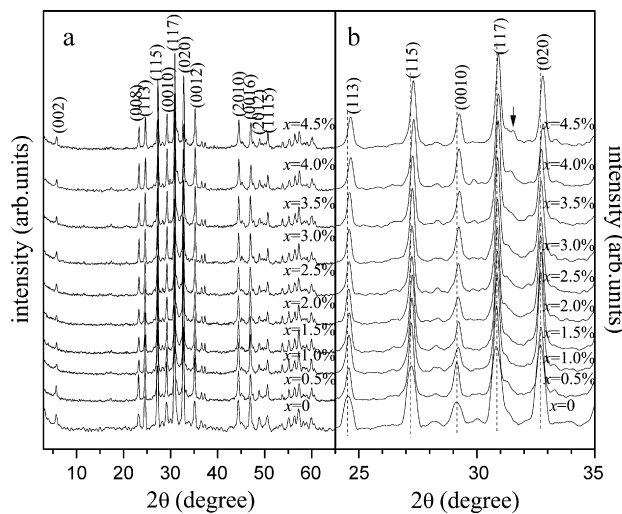 a
b
(002)
(008)
(113)
(115)
(0010)
(117)
(020)
(0012)
(2010)
(0016)
(2012)
(1115)
(113)
(115)
(0010)
(117)
(020)
x=4.5%
x=4.0%
x=3.5%
x=3.0%
x=2.5%
x=2.0%
x=1.5%
x=1.0%
x=0.5%
x=0
x=4.5%
x=4.0%
x=3.5%
x=3.0%
x=2.5%
x=2.0%
x=1.5%
x=1.0%
x=0.5%
x=0
intensity (arb.units)
intensity (arb.units)
10 20 30 40 50 60
25 30 35
2θ (degree)
2θ (degree)